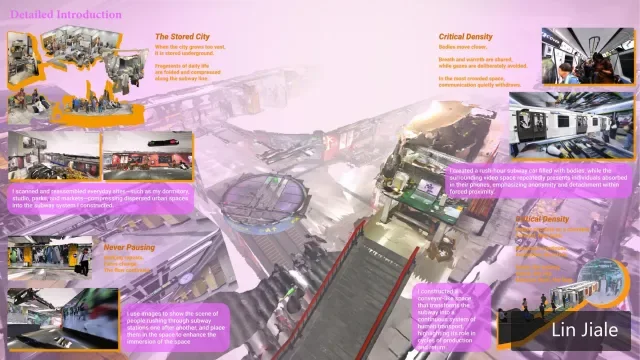 Detailed Introduction
The Stored City
When the city grows too vast,
it is stored underground.
Fragments of daily life
are folded and compressed
along the subway line.
I scanned and reassembled everyday sites—such as my dormitory,
studio, parks, and markets—compressing dispersed urban spaces
into the subway system I constructed.
Never Pausing
I use images to show the scene of
people rushing through subway
stations one after another, and place
them in the space to enhance the
immersion of the space
Critical Density
Bodies move closer.
Breath and warmth are shared,
while gazes are deliberately avoided.
In the most crowded space,
communication quietly withdraws.
I created a rush-hour subway car filled with bodies, while the
surrounding video space repeatedly presents individuals absorbed
in their phones, emphasizing anonymity and detachment within
forced proximity.
Critical Density
I constructed a
conveyer-like space
that transforms the
subway into a
continuous system of
human transport,
highlighting its role in
cycles of production
and return.
Lin Jiale